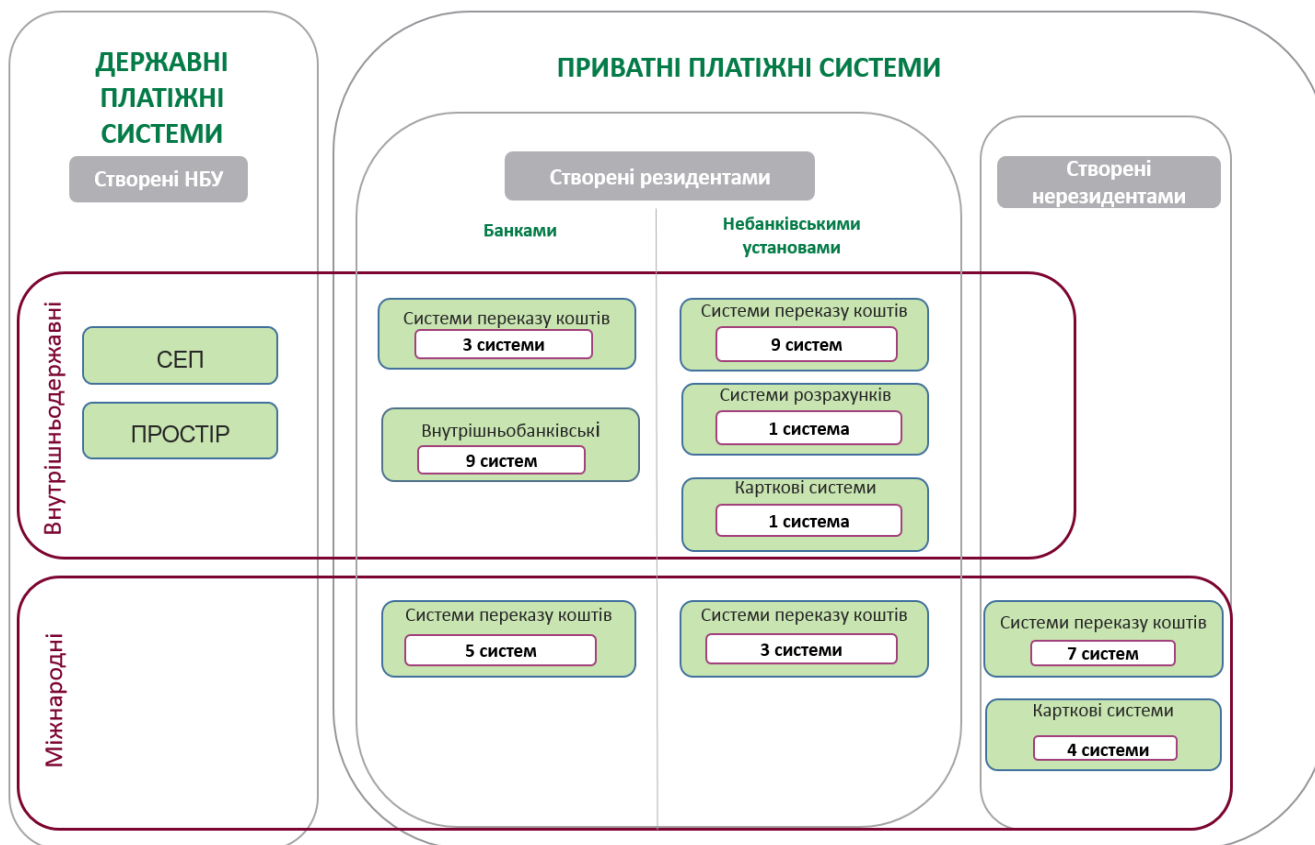 ДЕРЖАВНІ
ПЛАТІЖНІ
СИСТЕМИ
Створені НБУ
ПРИВАТНІ ПЛАТІЖНІ СИСТЕМИ
Створені резидентами
Створені
нерезидентами
Банками
Небанківськими
установами
Внутрішньодержавні
СЕП
ПРОСТІР
Системи переказу коштів
3 системи
Внутрішньобанківські
9 систем
Системи переказу коштів
9 систем
Системи розрахунків
1 система
Карткові системи
1 система
Міжнародні
Системи переказу коштів
5 систем
Системи переказу коштів
3 системи
Системи переказу коштів
7 систем
Карткові системи
4 системи